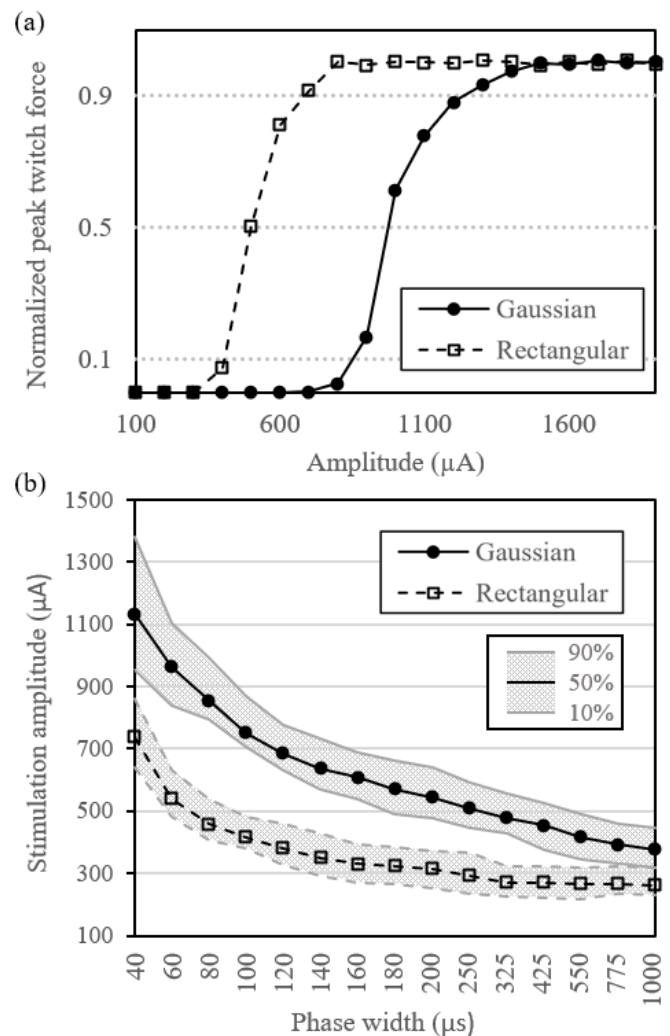 (a)
Normalized peak twitch force
0.9
0.5
0.1
Gaussian
Rectangular
100 600 1100 1600
Amplitude (µA)
(b)
Stimulation amplitude (µA)
1500
1300
1100
900
700
500
300
100
Gaussian
Rectangular
90%
50%
10%
40 60 80 100 120 140 160 180 200 250 325 425 550 775 1000
Phase width (µs)